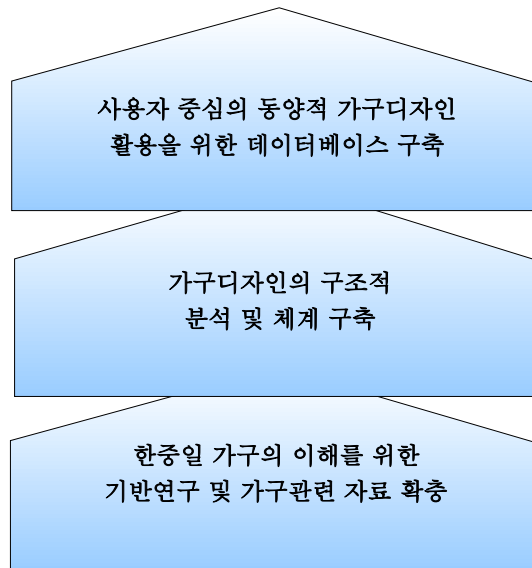 사용자 중심의 동양적 가구디자인
활용을 위한 데이터베이스 구축
가구디자인의 구조적
분석 및 체계 구축
한중일 가구의 이해를 위한
기반연구 및 가구관련 자료 확충